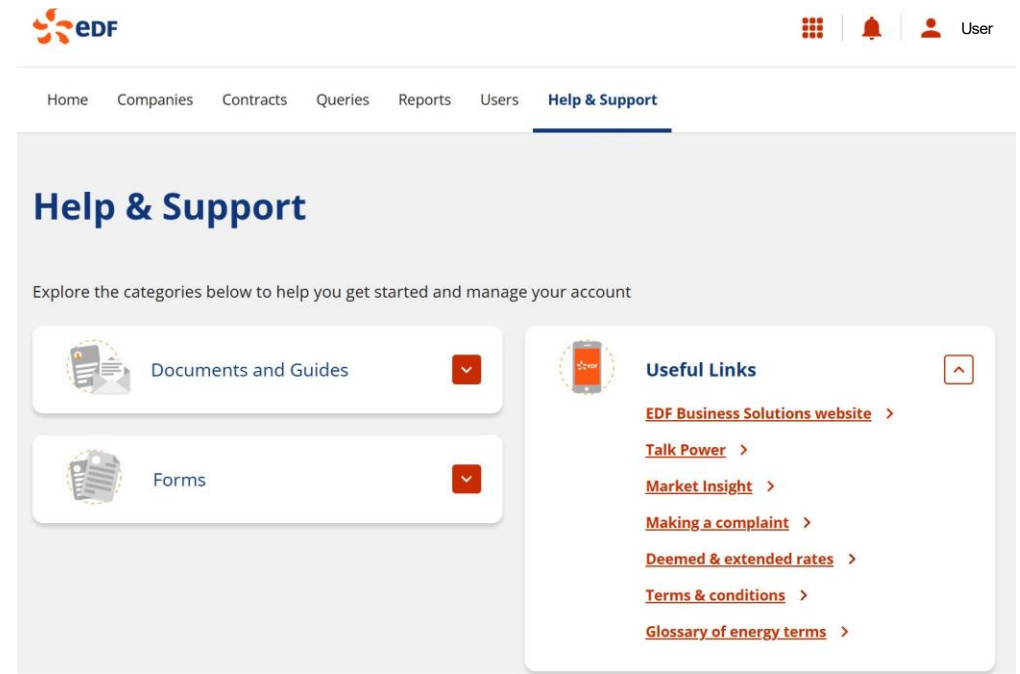 edf
User
Home Companies Contracts Queries Reports Users Help & Support
Help & Support
Explore the categories below to help you get started and manage your account
Documents and Guides
Forms
Useful Links
EDF Business Solutions website
Talk Power
Market Insight
Making a complaint
Deemed & extended rates
Terms & conditions
Glossary of energy terms